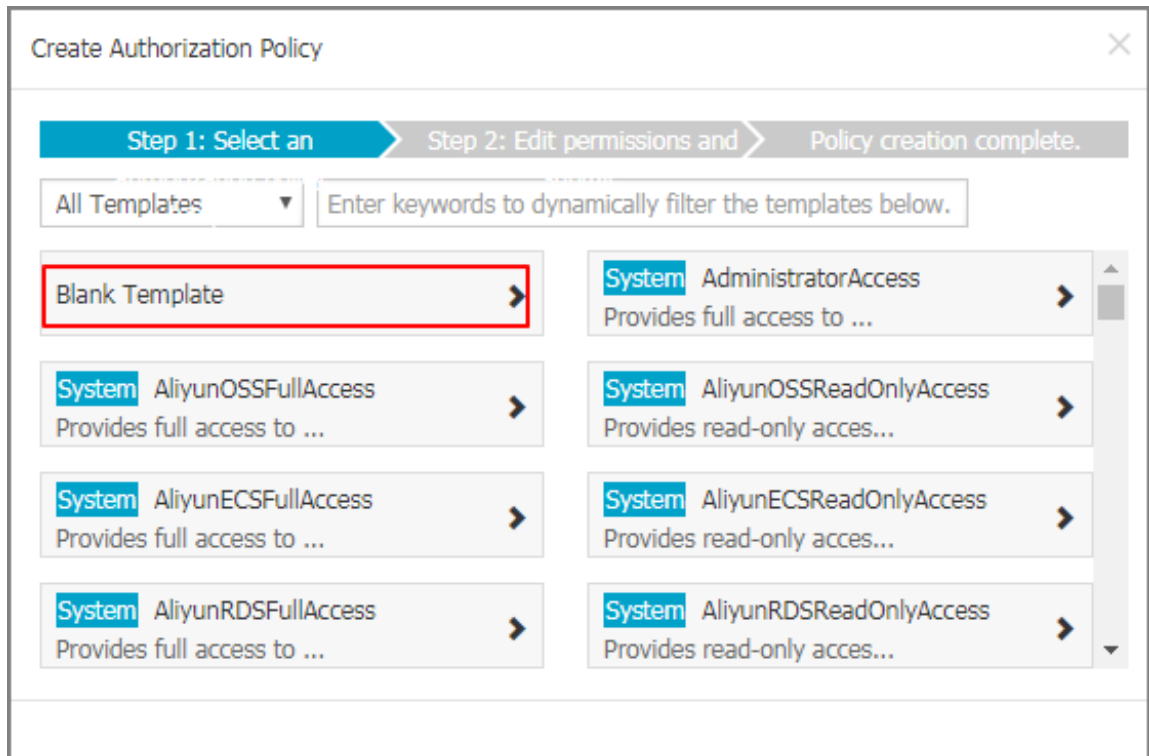 Create Authorization Policy
Step 1: Select an
Step 2: Edit permissions and
Policy creation complete.
All Templates
Enter keywords to dynamically filter the templates below.
Blank Template
System AdministratorAccess
Provides full access to ...
System AliyunOSSFullAccess
Provides full access to ...
System AliyunOSSReadOnlyAccess
Provides read-only acces...
System AliyunECSFullAccess
Provides full access to ...
System AliyunECSReadOnlyAccess
Provides read-only acces...
System AliyunRDSFullAccess
Provides full access to ...
System AliyunRDSReadOnlyAccess
Provides read-only acces...